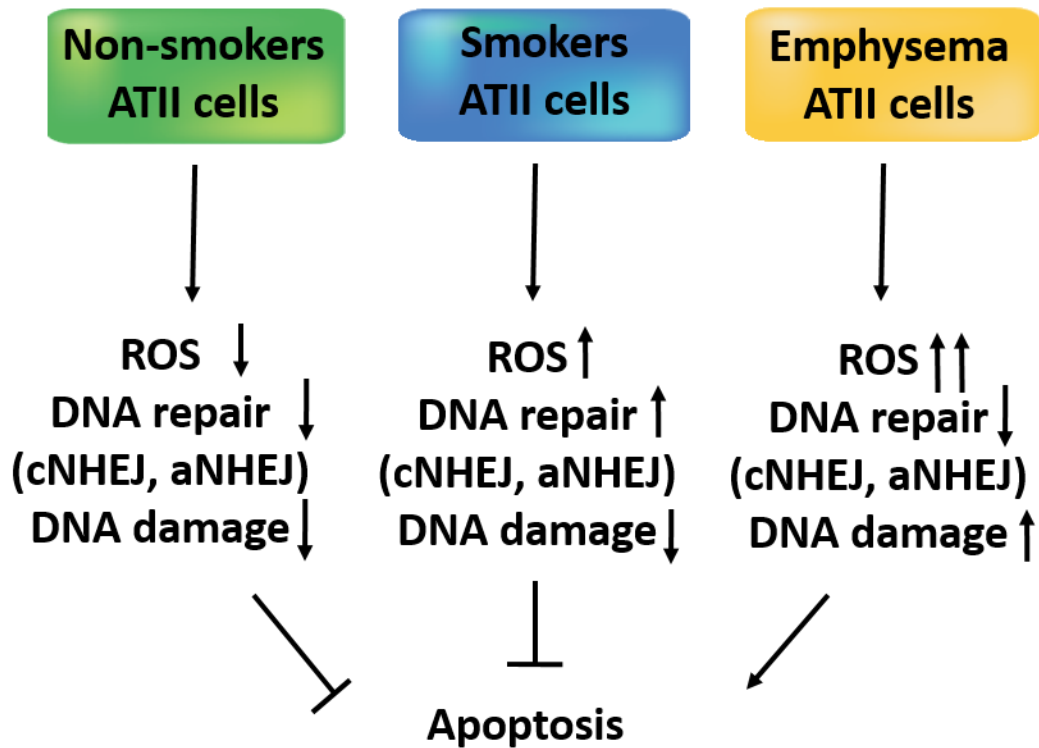 Non-smokers
ATII cells
Smokers
ATII cells
Emphysema
ATII cells
ROS ↓
DNA repair ↓
(cNHEJ, aNHEJ)
DNA damage ↓
ROS ↑
DNA repair ↑
(cNHEJ, aNHEJ)
DNA damage ↓
ROS ↑↑
DNA repair ↓
(cNHEJ, aNHEJ)
DNA damage ↑
Apoptosis